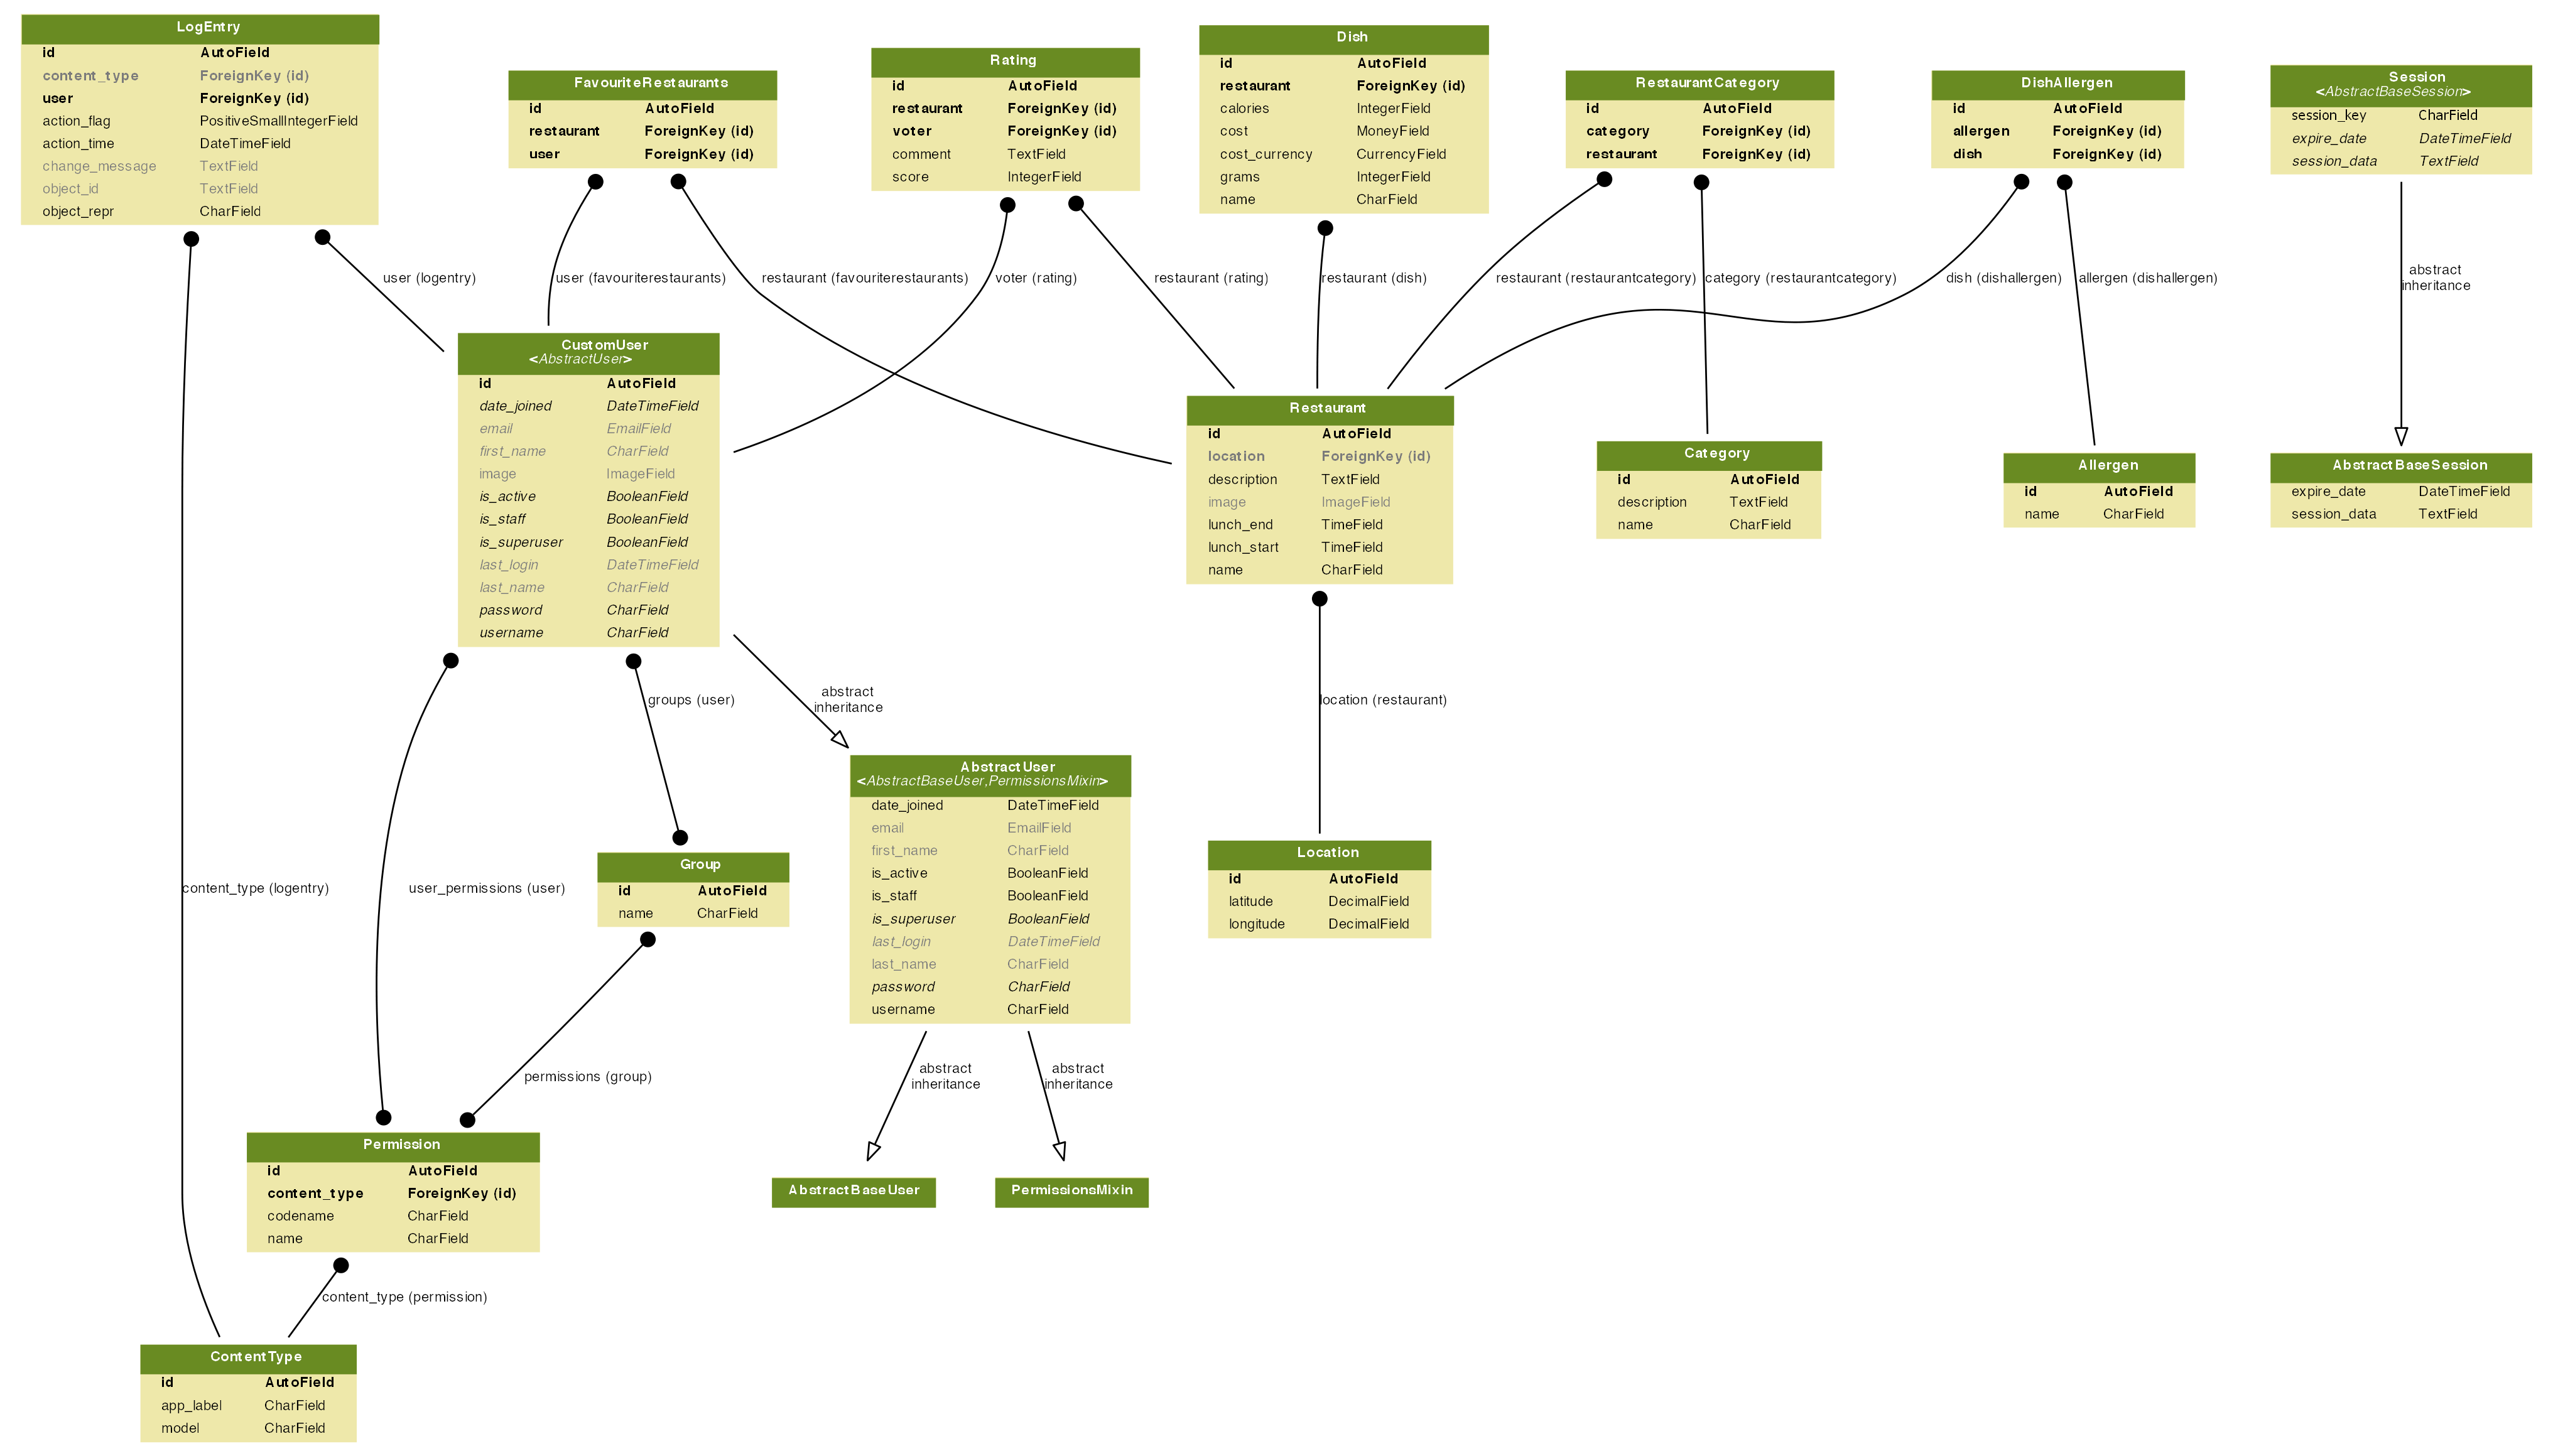 LogEntry
id AutoField
content_type ForeignKey (id)
user ForeignKey (id)
action_flag PositiveSmallIntegerField
action_time DateTimeField
change_message TextField
object_id TextField
object_repr CharField
FavouriteRestaurants
id AutoField
restaurant ForeignKey (id)
user ForeignKey (id)
Rating
id AutoField
restaurant ForeignKey (id)
voter ForeignKey (id)
comment TextField
score IntegerField
Dish
id AutoField
restaurant ForeignKey (id)
calories IntegerField
cost MoneyField
cost_currency CurrencyField
grams IntegerField
name CharField
RestaurantCategory
id AutoField
category ForeignKey (id)
restaurant ForeignKey (id)
DishAllergen
id AutoField
allergen ForeignKey (id)
dish ForeignKey (id)
Session
<AbstractBaseSession>
session_key CharField
expire_date DateTimeField
session_data TextField
user (logentry)
user (favouriterestaurants)
restaurant (favouriterestaurants)
voter (rating)
restaurant (rating)
restaurant (dish)
restaurant (restaurantcategory)
category (restaurantcategory)
dish (dishallergen)
allergen (dishallergen)
abstract
inheritance
CustomUser
<AbstractUser>
id AutoField
date_joined DateTimeField
email EmailField
first_name CharField
image ImageField
is_active BooleanField
is_staff BooleanField
is_superuser BooleanField
last_login DateTimeField
last_name CharField
password CharField
username CharField
Restaurant
id AutoField
location ForeignKey (id)
description TextField
image ImageField
lunch_end TimeField
lunch_start TimeField
name CharField
Category
id AutoField
description TextField
name CharField
Allergen
id AutoField
name CharField
AbstractBaseSession
expire_date DateTimeField
session_data TextField
groups (user)
abstract
inheritance
location (restaurant)
AbstractUser
<AbstractBaseUser,PermissionsMixin>
date_joined DateTimeField
email EmailField
first_name CharField
is_active BooleanField
is_staff BooleanField
is_superuser BooleanField
last_login DateTimeField
last_name CharField
password CharField
username CharField
Group
id AutoField
name CharField
Location
id AutoField
latitude DecimalField
longitude DecimalField
content_type (logentry)
user_permissions (user)
permissions (group)
abstract
inheritance
abstract
inheritance
Permission
id AutoField
content_type ForeignKey (id)
codename CharField
name CharField
AbstractBaseUser
PermissionsMixin
content_type (permission)
ContentType
id AutoField
app_label CharField
model CharField